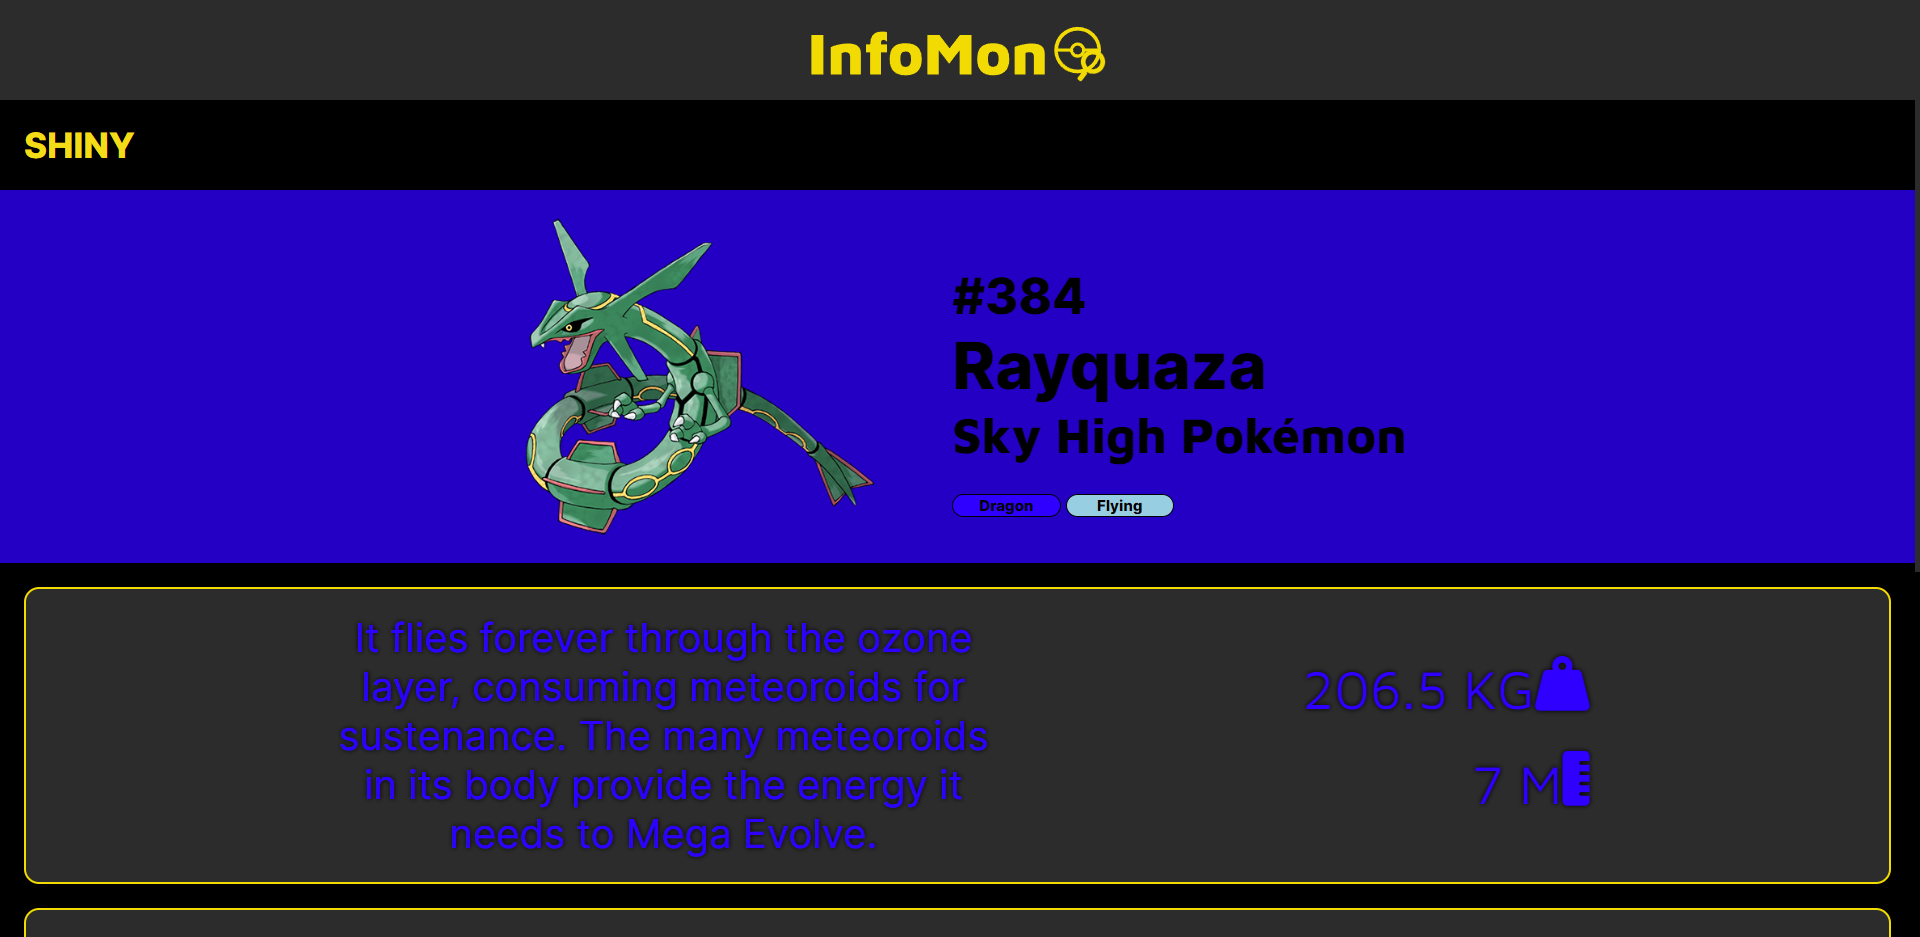 InfoMon
SHINY
#384
Rayquaza
Sky High Pokémon
Dragon Flying
It flies forever through the ozone
layer, consuming meteoroids for
sustenance. The many meteoroids
in its body provide the energy it
needs to Mega Evolve.
206.5 KG
7 M